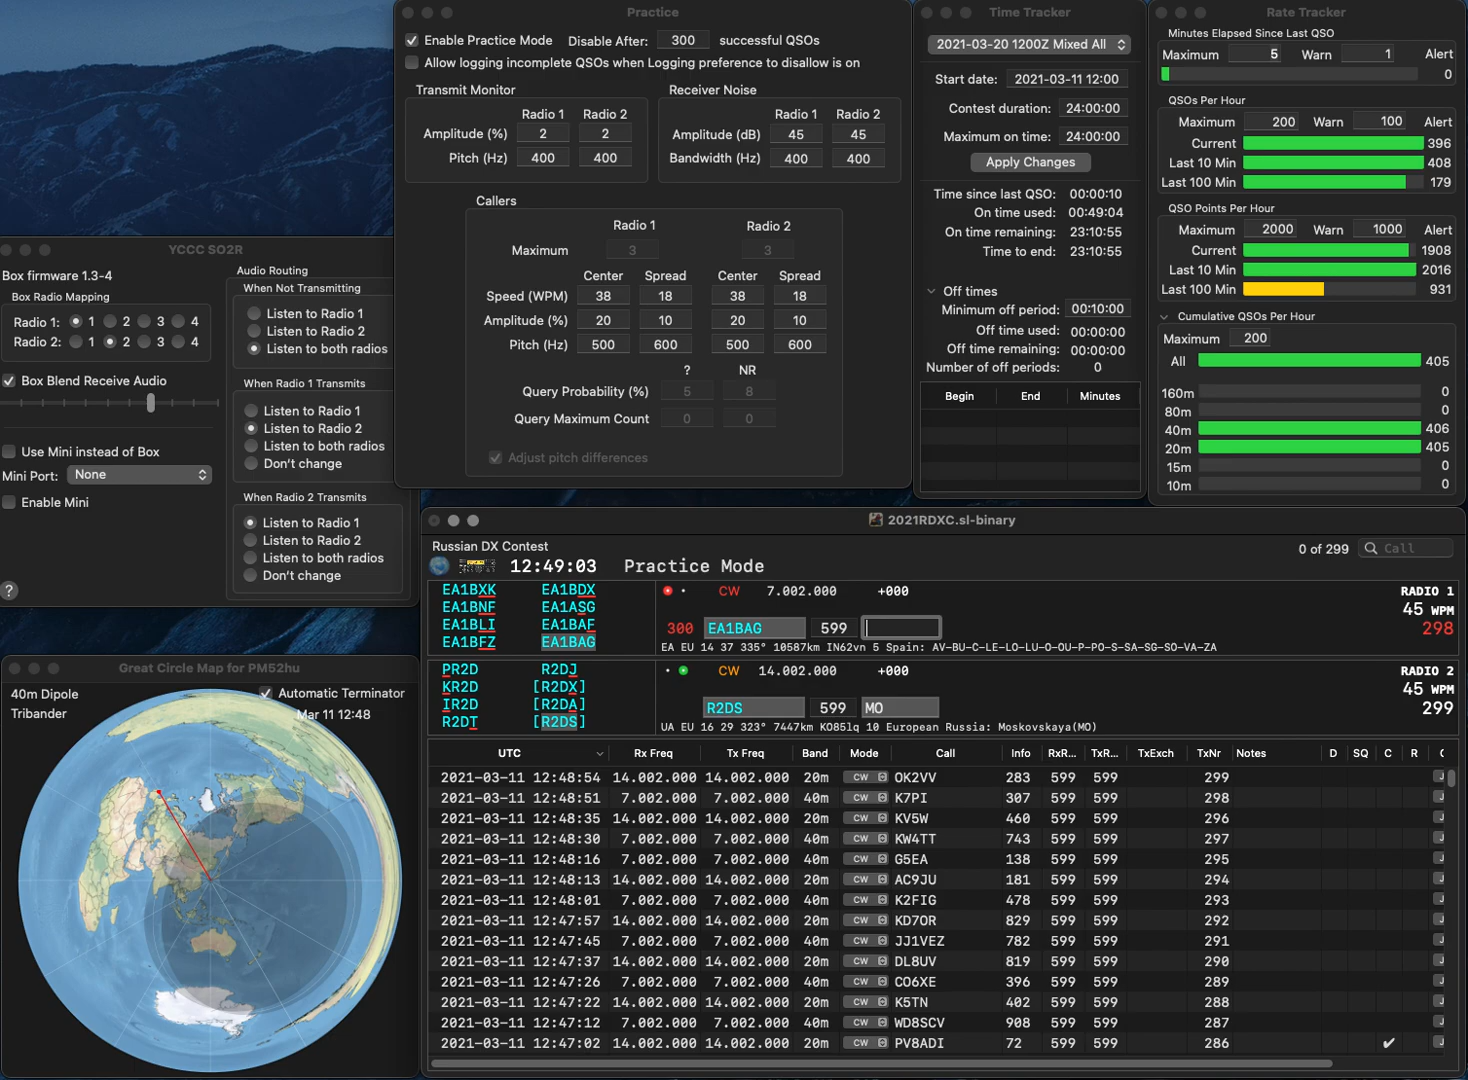 Practice
Enable Practice Mode Disable After: 300 successful QSOs
Allow logging incomplete QSOs when Logging preference to disallow is on
Transmit Monitor
Radio 1 Radio 2
Amplitude (%) 2 2
Pitch (Hz) 400 400
Receiver Noise
Radio 1 Radio 2
Amplitude (dB) 45 45
Bandwidth (Hz) 400 400
Callers
Radio 1 Radio 2
Maximum 3 3
Center Spread Center Spread
Speed (WPM) 38 18 38 18
Amplitude (%) 20 10 20 10
Pitch (Hz) 500 600 500 600
? NR
Query Probability (%) 5 8
Query Maximum Count 0 0
Adjust pitch differences
Time Tracker
2021-03-20 1200Z Mixed All
Start date: 2021-03-11 12:00
Contest duration: 24:00:00
Maximum on time: 24:00:00
Apply Changes
Time since last QSO: 00:00:10
On time used: 00:49:04
On time remaining: 23:10:55
Time to end: 23:10:55
Off times
Minimum off period: 00:10:00
Off time used: 00:00:00
Off time remaining: 00:00:00
Number of off periods: 0
Begin End Minutes
Rate Tracker
Minutes Elapsed Since Last QSO
Maximum 5 Warn 1 Alert
0
QSOs Per Hour
Maximum 200 Warn 100 Alert
Current 396
Last 10 Min 408
Last 100 Min 179
QSO Points Per Hour
Maximum 2000 Warn 1000 Alert
Current 1908
Last 10 Min 2016
Last 100 Min 931
Cumulative QSOs Per Hour
Maximum 200
All 405
160m 0
80m 0
40m 406
20m 405
15m 0
10m 0
YCCC SO2R
Box firmware 1.3-4
Box Radio Mapping
Radio 1: 1 2 3 4
Radio 2: 1 2 3 4
Box Blend Receive Audio
Use Mini instead of Box
Mini Port: None
Enable Mini
?
Audio Routing
When Not Transmitting
Listen to Radio 1
Listen to Radio 2
Listen to both radios
When Radio 1 Transmits
Listen to Radio 1
Listen to Radio 2
Listen to both radios
Don't change
When Radio 2 Transmits
Listen to Radio 1
Listen to Radio 2
Listen to both radios
Don't change
Great Circle Map for PM52hu
40m Dipole
Tribander
Automatic Terminator
Mar 11 12:48
2021RDXC.sl-binary
Russian DX Contest
12:49:03 Practice Mode
0 of 299 Call
EA1BXK EA1BDX
EA1BNF EA1ASG
EA1BLI EA1BAF
EA1BFZ EA1BAG
CW 7.002.000 +000
300 EA1BAG 599
EA EU 14 37 335° 10587km IN62vn 5 Spain: AV-BU-C-LE-LO-LU-O-OU-P-PO-S-SA-SG-SO-VA-ZA
RADIO 1
45 WPM
298
PR2D R2DJ
KR2D [R2DX]
IR2D [R2DA]
R2DT [R2DS]
CW 14.002.000 +000
R2DS 599 MO
UA EU 16 29 323° 7447km KO85lq 10 European Russia: Moskovskaya(MO)
RADIO 2
45 WPM
299
UTC Rx Freq Tx Freq Band Mode Call Info RxR... TxR... TxExch TxNr Notes D SQ C R
2021-03-11 12:48:54 14.002.000 14.002.000 20m CW OK2VV 283 599 599 299
2021-03-11 12:48:51 7.002.000 7.002.000 40m CW K7PI 307 599 599 298
2021-03-11 12:48:35 14.002.000 14.002.000 20m CW KV5W 460 599 599 296
2021-03-11 12:48:30 7.002.000 7.002.000 40m CW KW4TT 743 599 599 297
2021-03-11 12:48:16 7.002.000 7.002.000 40m CW G5EA 138 599 599 295
2021-03-11 12:48:13 14.002.000 14.002.000 20m CW AC9JU 181 599 599 294
2021-03-11 12:48:01 7.002.000 7.002.000 40m CW K2FIG 478 599 599 293
2021-03-11 12:47:57 14.002.000 14.002.000 20m CW KD7OR 829 599 599 292
2021-03-11 12:47:45 7.002.000 7.002.000 40m CW JJ1VEZ 782 599 599 291
2021-03-11 12:47:37 14.002.000 14.002.000 20m CW DL8UV 819 599 599 290
2021-03-11 12:47:26 7.002.000 7.002.000 40m CW CO6XE 396 599 599 289
2021-03-11 12:47:22 14.002.000 14.002.000 20m CW K5TN 402 599 599 288
2021-03-11 12:47:12 7.002.000 7.002.000 40m CW WD8SCV 908 599 599 287
2021-03-11 12:47:02 14.002.000 14.002.000 20m CW PV8ADI 72 599 599 286